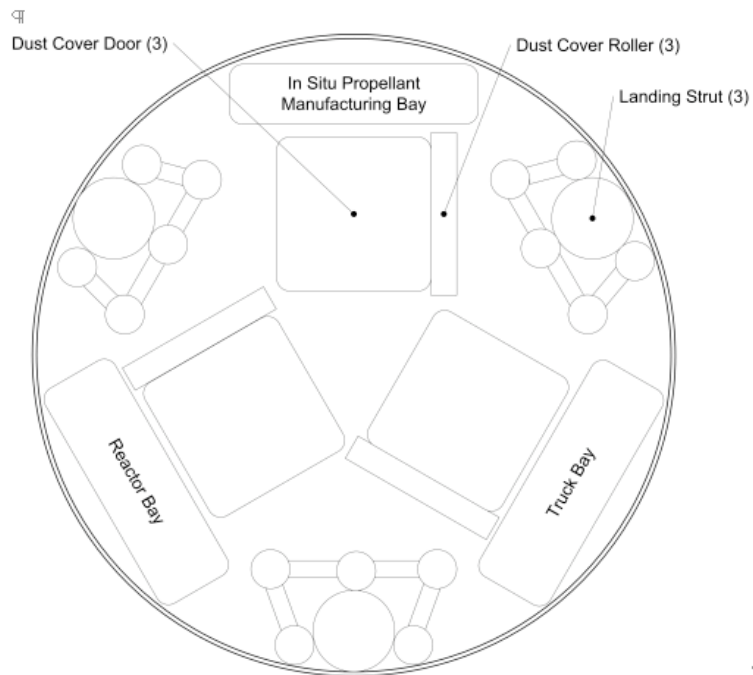 ¶
Dust Cover Door (3)
Dust Cover Roller (3)
In Situ Propellant
Manufacturing Bay
Landing Strut (3)
Reactor Bay
Truck Bay